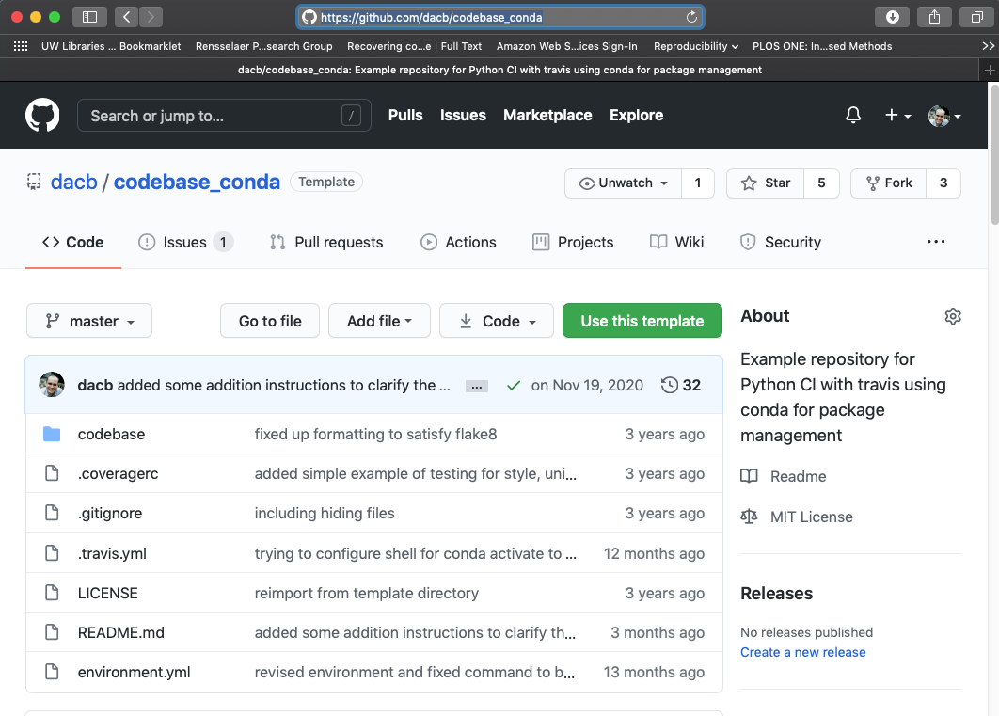 https://github.com/dacb/codebase_conda
UW Libraries ... Bookmarklet Rensselaer P...search Group Recovering co...e | Full Text Amazon Web S...ices Sign-In Reproducibility PLOS ONE: In...sed Methods >>
dacb/codebase_conda: Example repository for Python CI with travis using conda for package management
Search or jump to... / Pulls Issues Marketplace Explore
dacb / codebase_conda Template Unwatch 1 Star 5 Fork 3
Code Issues 1 Pull requests Actions Projects Wiki Security ...
master Go to file Add file Code Use this template
dacb added some addition instructions to clarify the ... ... on Nov 19, 2020 32
codebase fixed up formatting to satisfy flake8 3 years ago
.coveragerc added simple example of testing for style, uni... 3 years ago
.gitignore including hiding files 3 years ago
.travis.yml trying to configure shell for conda activate to ... 12 months ago
LICENSE reimport from template directory 3 years ago
README.md added some addition instructions to clarify th... 3 months ago
environment.yml revised environment and fixed command to b... 13 months ago
About
Example repository for
Python CI with travis using
conda for package
management
Readme
MIT License
Releases
No releases published
Create a new release